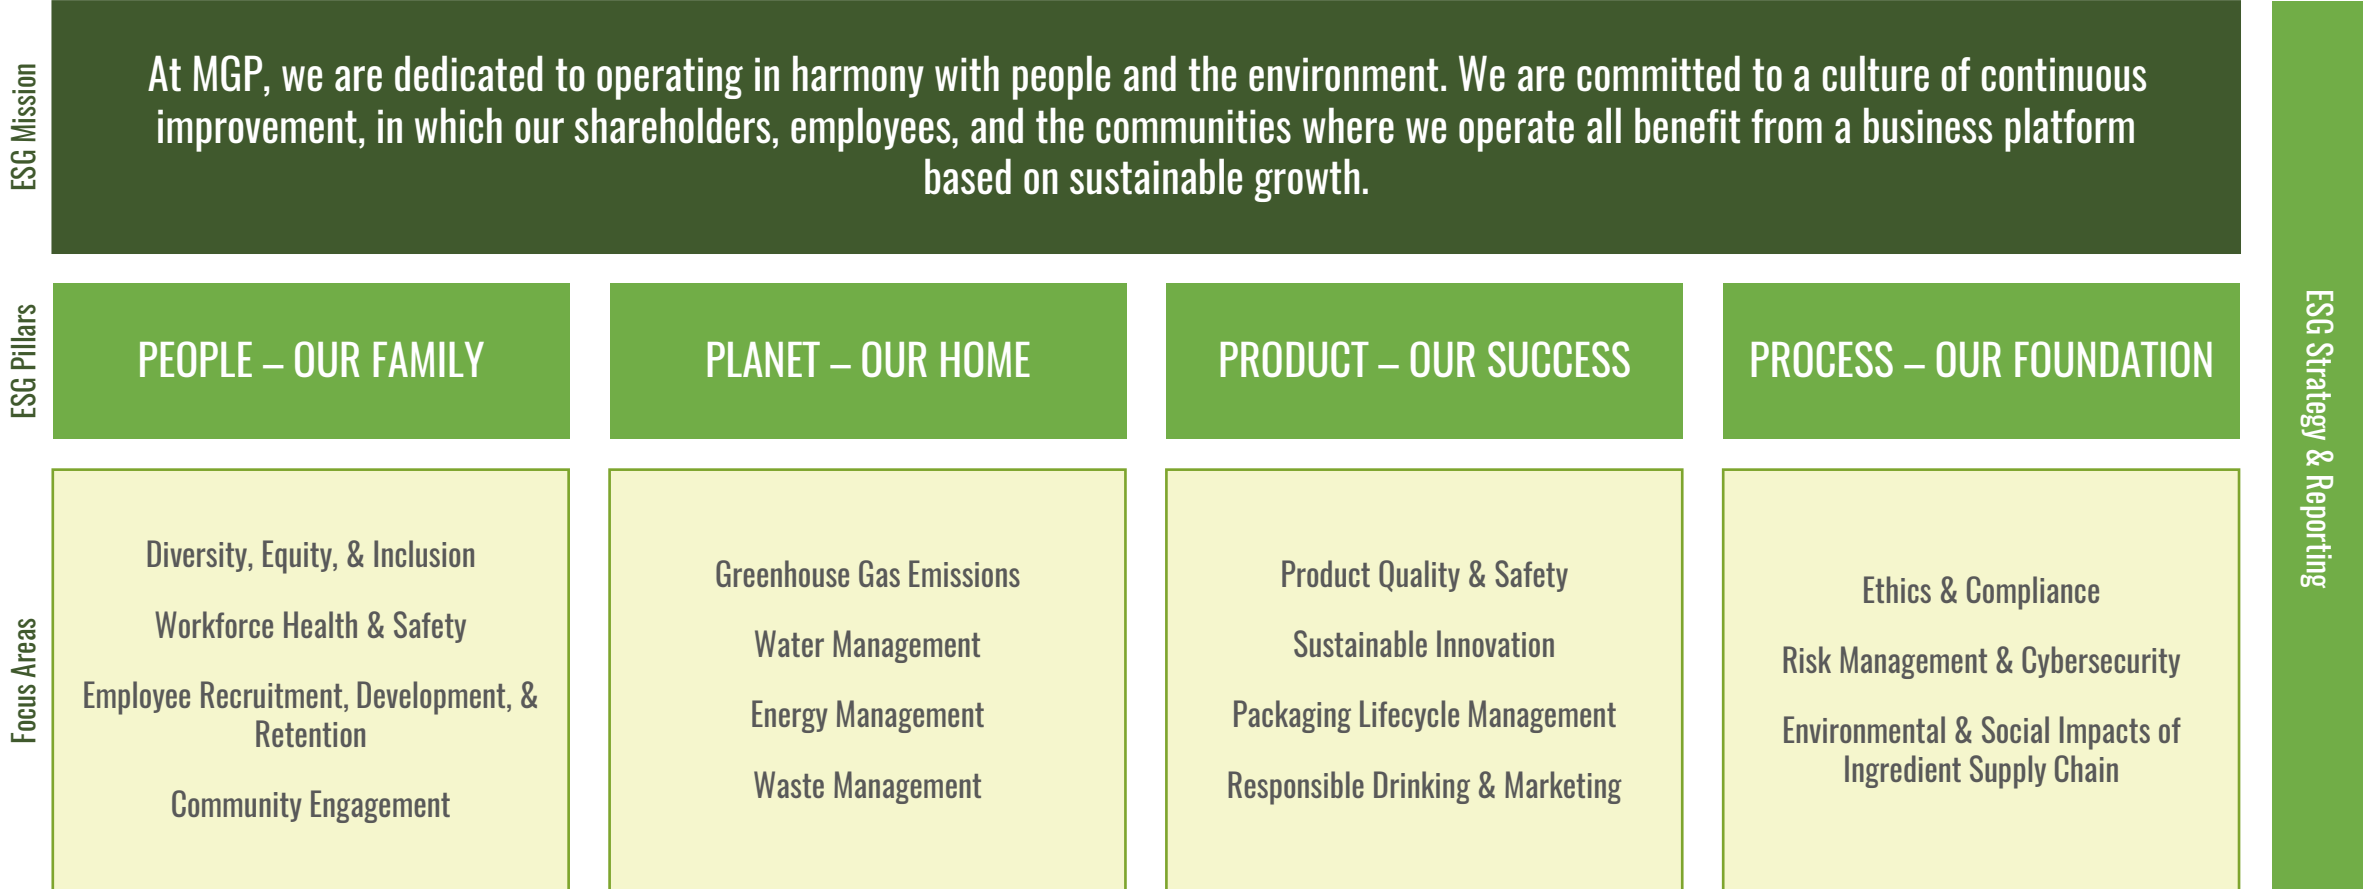 ESG Mission
At MGP, we are dedicated to operating in harmony with people and the environment. We are committed to a culture of continuous
improvement, in which our shareholders, employees, and the communities where we operate all benefit from a business platform
based on sustainable growth.
ESG Pillars
PEOPLE – OUR FAMILY
PLANET – OUR HOME
PRODUCT – OUR SUCCESS
PROCESS – OUR FOUNDATION
Focus Areas
Diversity, Equity, & Inclusion
Workforce Health & Safety
Employee Recruitment, Development, &
Retention
Community Engagement
Greenhouse Gas Emissions
Water Management
Energy Management
Waste Management
Product Quality & Safety
Sustainable Innovation
Packaging Lifecycle Management
Responsible Drinking & Marketing
Ethics & Compliance
Risk Management & Cybersecurity
Environmental & Social Impacts of
Ingredient Supply Chain
ESG Strategy & Reporting